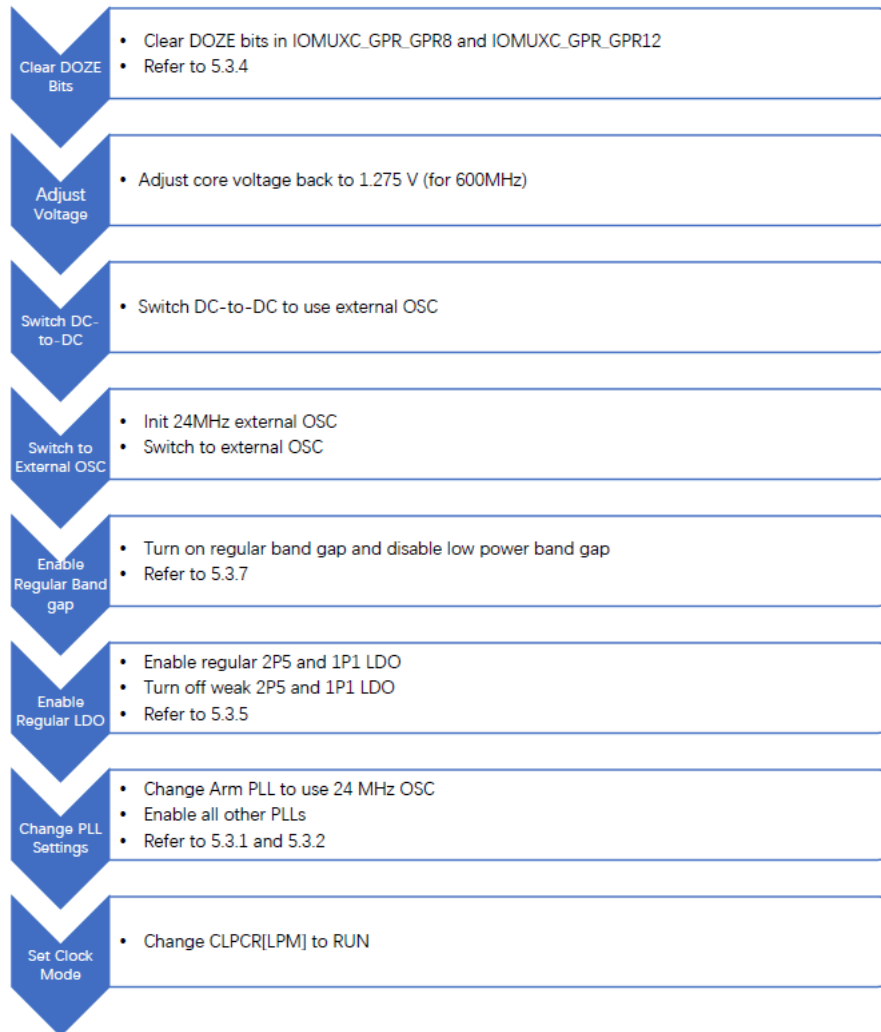 Clear DOZE
Bits
• Clear DOZE bits in IOMUXC_GPR_GPR8 and IOMUXC_GPR_GPR12
• Refer to 5.3.4
Adjust
Voltage
• Adjust core voltage back to 1.275 V (for 600MHz)
Switch DC-
to-DC
• Switch DC-to-DC to use external OSC
Switch to
External OSC
• Init 24MHz external OSC
• Switch to external OSC
Enable
Regular Band
gap
• Turn on regular band gap and disable low power band gap
• Refer to 5.3.7
Enable
Regular LDO
• Enable regular 2P5 and 1P1 LDO
• Turn off weak 2P5 and 1P1 LDO
• Refer to 5.3.5
Change PLL
Settings
• Change Arm PLL to use 24 MHz OSC
• Enable all other PLLs
• Refer to 5.3.1 and 5.3.2
Set Clock
Mode
• Change CLPCR[LPM] to RUN